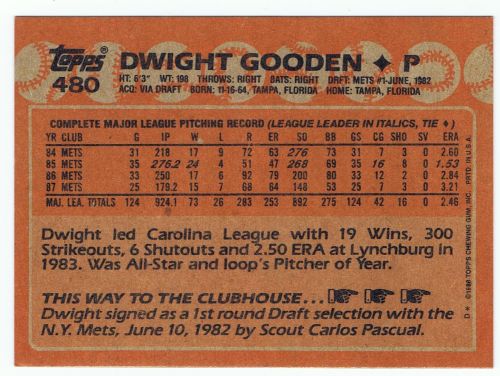 Topps
480
DWIGHT GOODEN ✦ P
HT: 6'3" WT: 198 THROWS: RIGHT BATS: RIGHT DRFT: METS #1-JUNE, 1982
ACQ: VIA DRAFT BORN: 11-16-64, TAMPA, FLORIDA HOME: TAMPA, FLORIDA
COMPLETE MAJOR LEAGUE PITCHING RECORD (LEAGUE LEADER IN ITALICS, TIE ♦)
YR CLUB G IP W L R ER SO BB GS CG SHO SV ERA
84 METS 31 218 17 9 72 63 276 73 31 7 3 0 2.60
85 METS 35 276.2 24 4 51 47 268 69 35 16 8 0 1.53
86 METS 33 250 17 6 92 79 200 80 33 12 2 0 2.84
87 METS 25 179.2 15 7 68 64 148 53 25 7 3 0 3.21
MAJ. LEA. TOTALS 124 924.1 73 26 283 253 892 275 124 42 16 0 2.46
Dwight led Carolina League with 19 Wins, 300
Strikeouts, 6 Shutouts and 2.50 ERA at Lynchburg in
1983. Was All-Star and loop's Pitcher of Year.
THIS WAY TO THE CLUBHOUSE...
Dwight signed as a 1st round Draft selection with the
N.Y. Mets, June 10, 1982 by Scout Carlos Pascual.
D* ©1988 TOPPS CHEWING GUM, INC. PRTD. IN U.S.A.